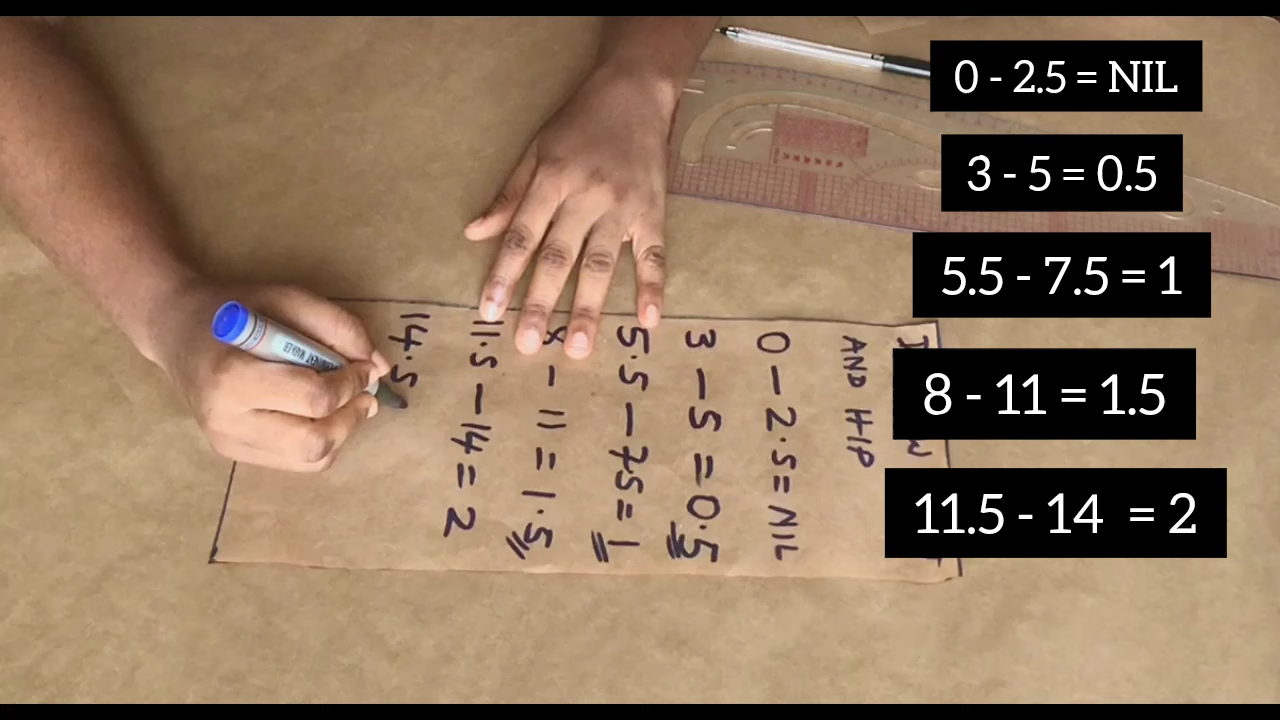 0 - 2.5 = NIL
3 - 5 = 0.5
5.5 - 7.5 = 1
8 - 11 = 1.5
11.5 - 14 = 2
AND HIP
0 - 2.5 = NIL
3 - 5 = 0.5
5.5 - 7.5 = 1
8 - 11 = 1.5
11.5 - 14 = 2
14.5